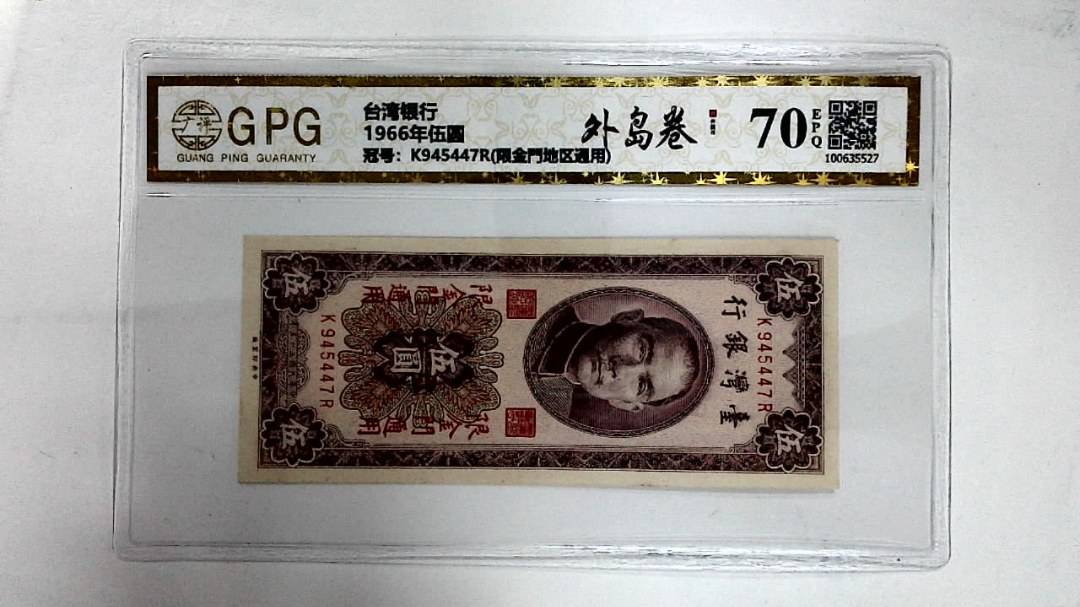 GPG
GUANG PING GUARANTY
台湾银行
1966年伍圓
冠号：K945447R(限金門地区通用)
外岛卷
70
EPQ
100635527
臺灣銀行
K945447R
K945447R
伍圓
限金門通用
限金門通用
伍
伍
伍
伍